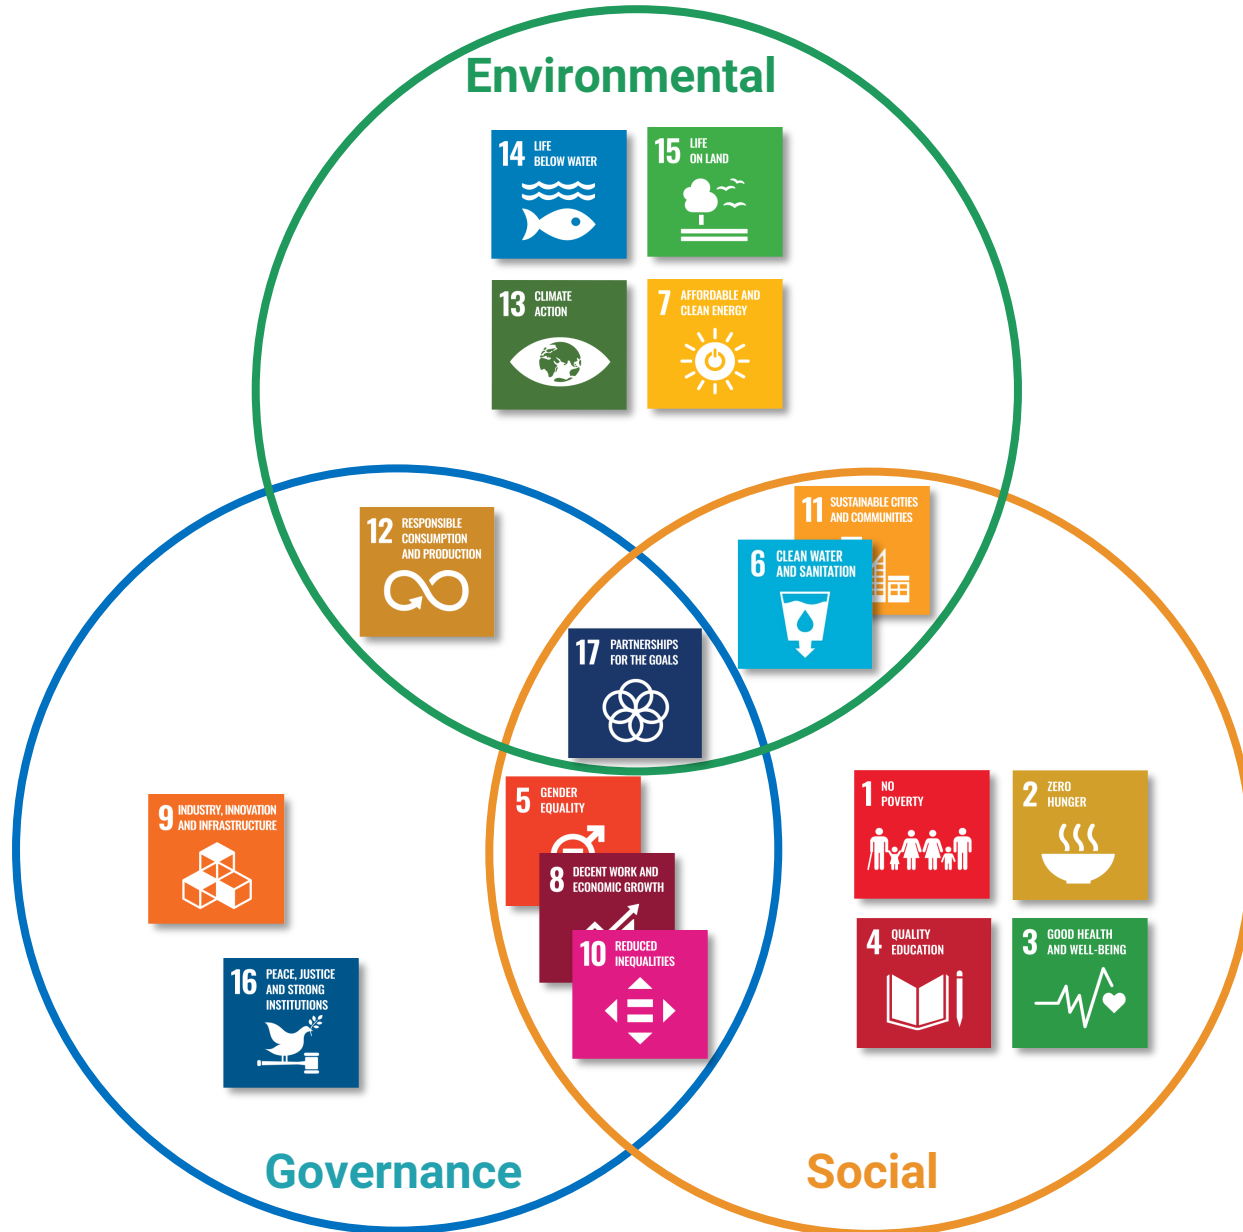 Environmental
14 LIFE
BELOW WATER
15 LIFE
ON LAND
13 CLIMATE
ACTION
7 AFFORDABLE AND
CLEAN ENERGY
12 RESPONSIBLE
CONSUMPTION
AND PRODUCTION
11 SUSTAINABLE CITIES
AND COMMUNITIES
6 CLEAN WATER
AND SANITATION
17 PARTNERSHIPS
FOR THE GOALS
9 INDUSTRY, INNOVATION
AND INFRASTRUCTURE
5 GENDER
EQUALITY
1 NO
POVERTY
2 ZERO
HUNGER
8 DECENT WORK AND
ECONOMIC GROWTH
16 PEACE, JUSTICE
AND STRONG
INSTITUTIONS
10 REDUCED
INEQUALITIES
4 QUALITY
EDUCATION
3 GOOD HEALTH
AND WELL-BEING
Governance
Social